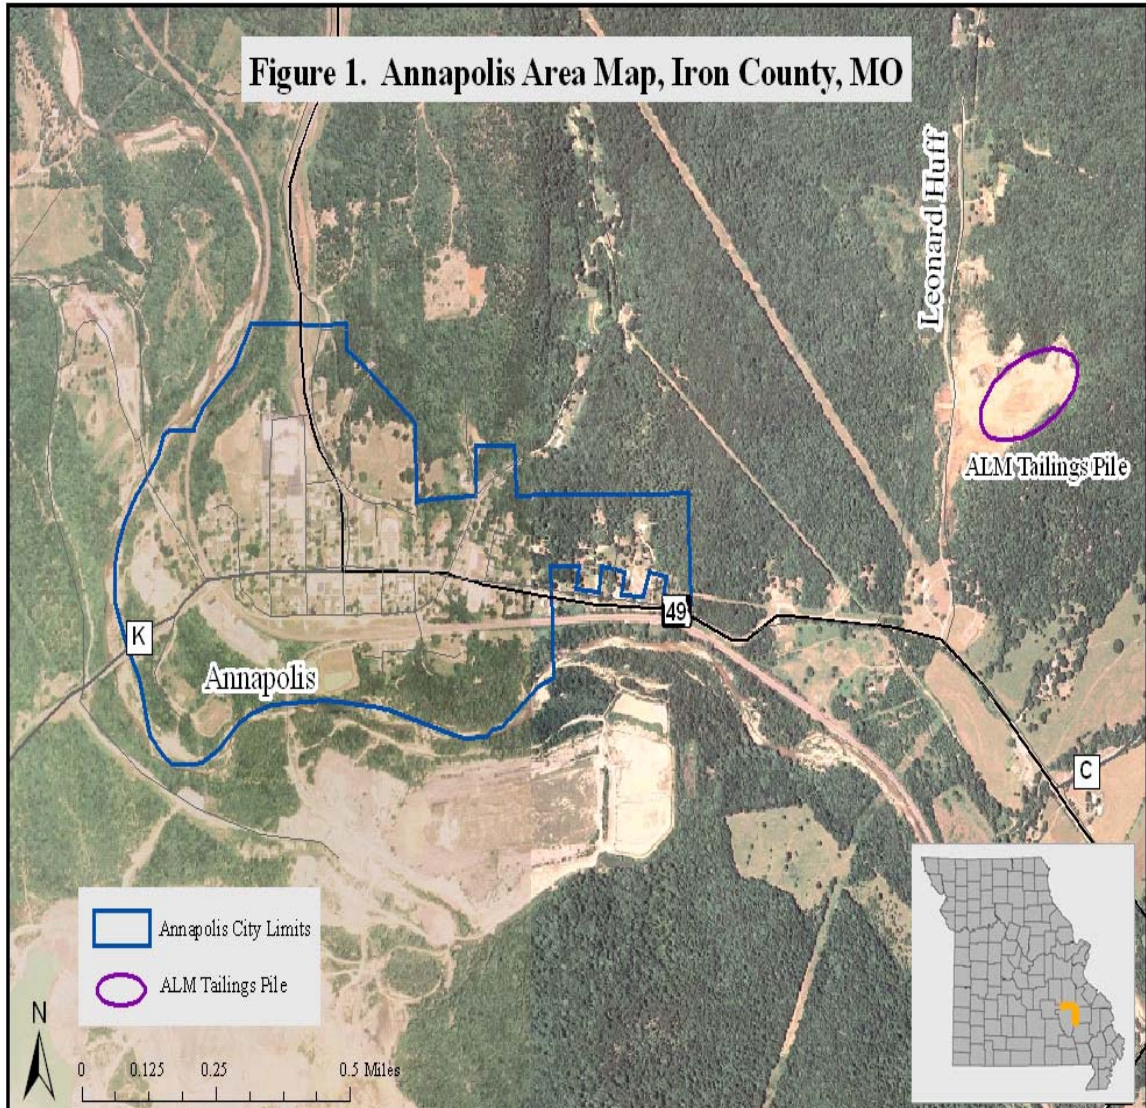 Figure 1. Annapolis Area Map, Iron County, MO
Leonard Huff
ALM Tailings Pile
49
K
Annapolis
C
Annapolis City Limits
ALM Tailings Pile
N
0 0.125 0.25 0.5 Miles